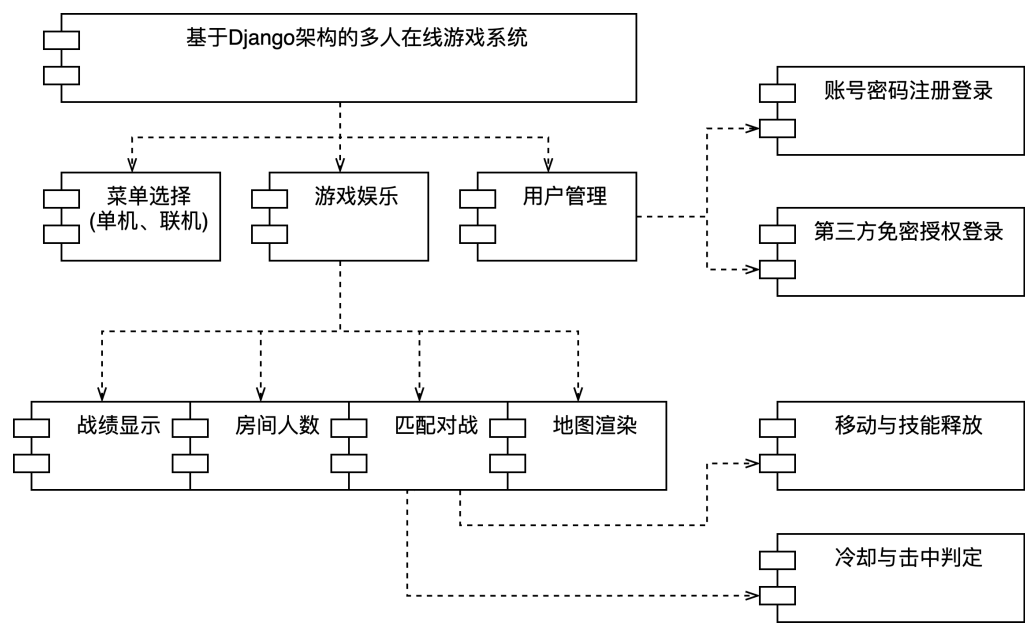 基于Django架构的多人在线游戏系统
账号密码注册登录
菜单选择
(单机、联机)
游戏娱乐
用户管理
第三方免密授权登录
战绩显示
房间人数
匹配对战
地图渲染
移动与技能释放
冷却与击中判定